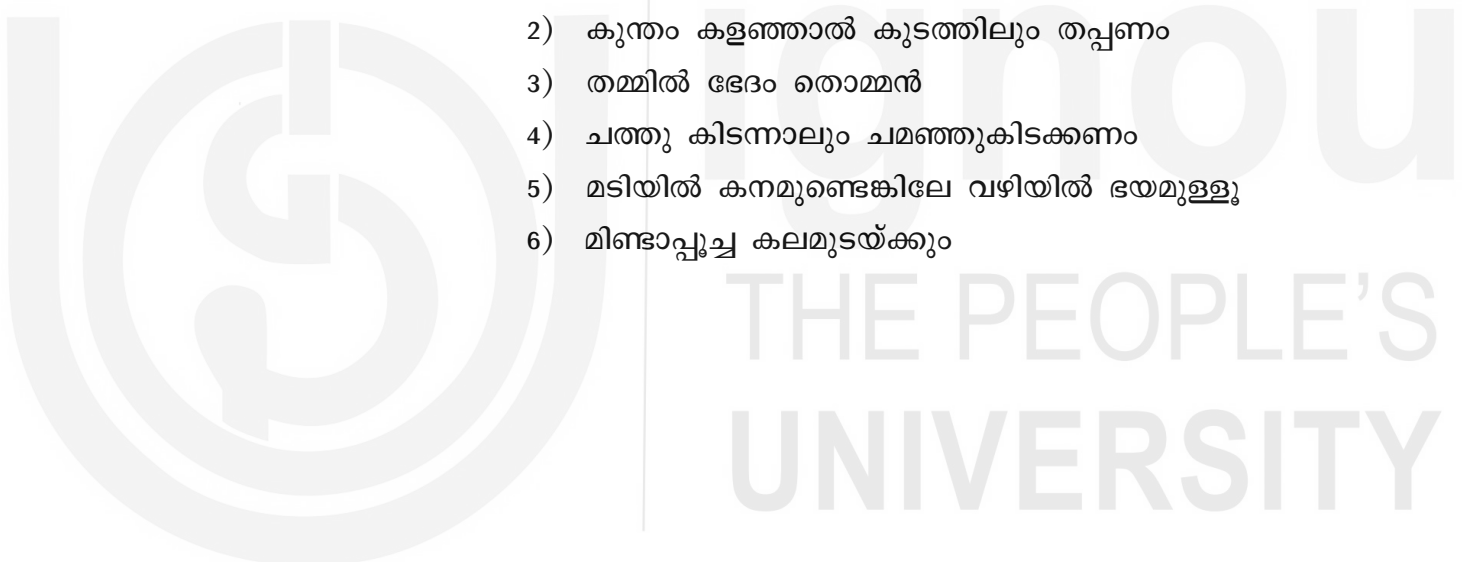 2) കുന്തം കളഞ്ഞാൽ കുടത്തിലും തപ്പണം
3) തമ്മിൽ ഭേദം തൊമ്മൻ
4) ചത്തു കിടന്നാലും ചമഞ്ഞുകിടക്കണം
5) മടിയിൽ കനമുണ്ടെങ്കിലേ വഴിയിൽ ഭയമുള്ളൂ
6) മിണ്ടാപ്പൂച്ച കലമുടയ്ക്കും
ignou
THE PEOPLE'S
UNIVERSITY